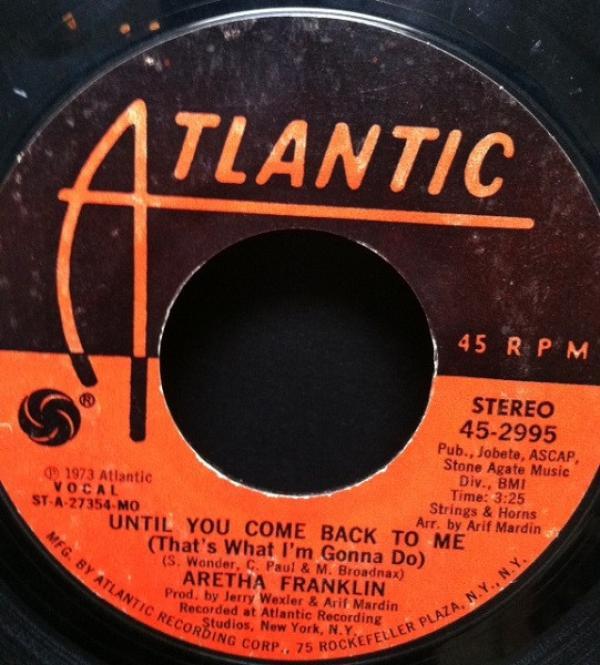 ATLANTIC
45 RPM
®
STEREO
45-2995
Pub., Jobete, ASCAP,
Stone Agate Music
Div., BMI
Time: 3:25
Strings & Horns
Arr. by Arif Mardin
℗ 1973 Atlantic
VOCAL
ST-A-27354-MO
UNTIL YOU COME BACK TO ME
(That's What I'm Gonna Do)
(S. Wonder, C. Paul & M. Broadnax)
ARETHA FRANKLIN
Prod. by Jerry Wexler & Arif Mardin
Recorded at Atlantic Recording
Studios, New York, N.Y.
MFG. BY ATLANTIC RECORDING CORP., 75 ROCKEFELLER PLAZA, N.Y., N.Y.